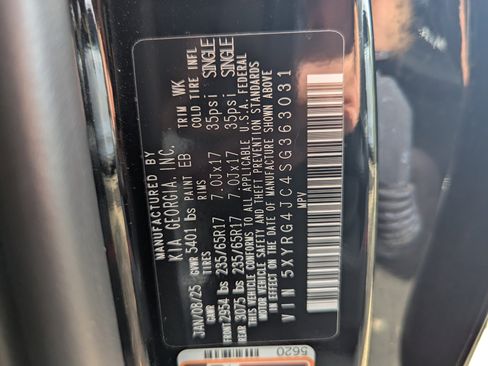 MANUFACTURED BY
KIA GEORGIA, INC.
JAN/08/25 GVWR 5401 lbs PAINT EB TRIM WK
GAWR TIRES RIMS COLD TIRE INFL
FRONT 2954 lbs 235/65R17 7.0Jx17 35psi SINGLE
REAR 3075 lbs 235/65R17 7.0Jx17 35psi SINGLE
THIS VEHICLE CONFORMS TO ALL APPLICABLE U.S.A. FEDERAL
MOTOR VEHICLE SAFETY AND THEFT PREVENTION STANDARDS
IN EFFECT ON THE DATE OF MANUFACTURE SHOWN ABOVE
VIN 5XYRG4JC4SG363031
MPV
5620